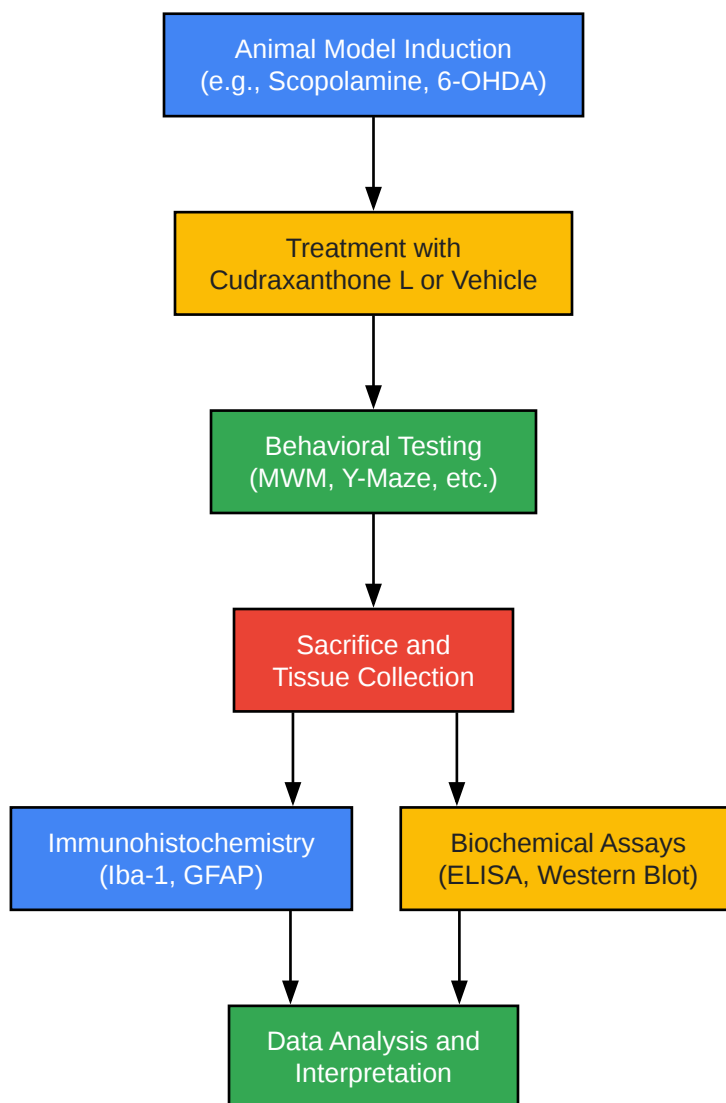 Animal Model Induction
(e.g., Scopolamine, 6-OHDA)
Treatment with
Cudraxanthone L or Vehicle
Behavioral Testing
(MWM, Y-Maze, etc.)
Sacrifice and
Tissue Collection
Immunohistochemistry
(Iba-1, GFAP)
Biochemical Assays
(ELISA, Western Blot)
Data Analysis and
Interpretation